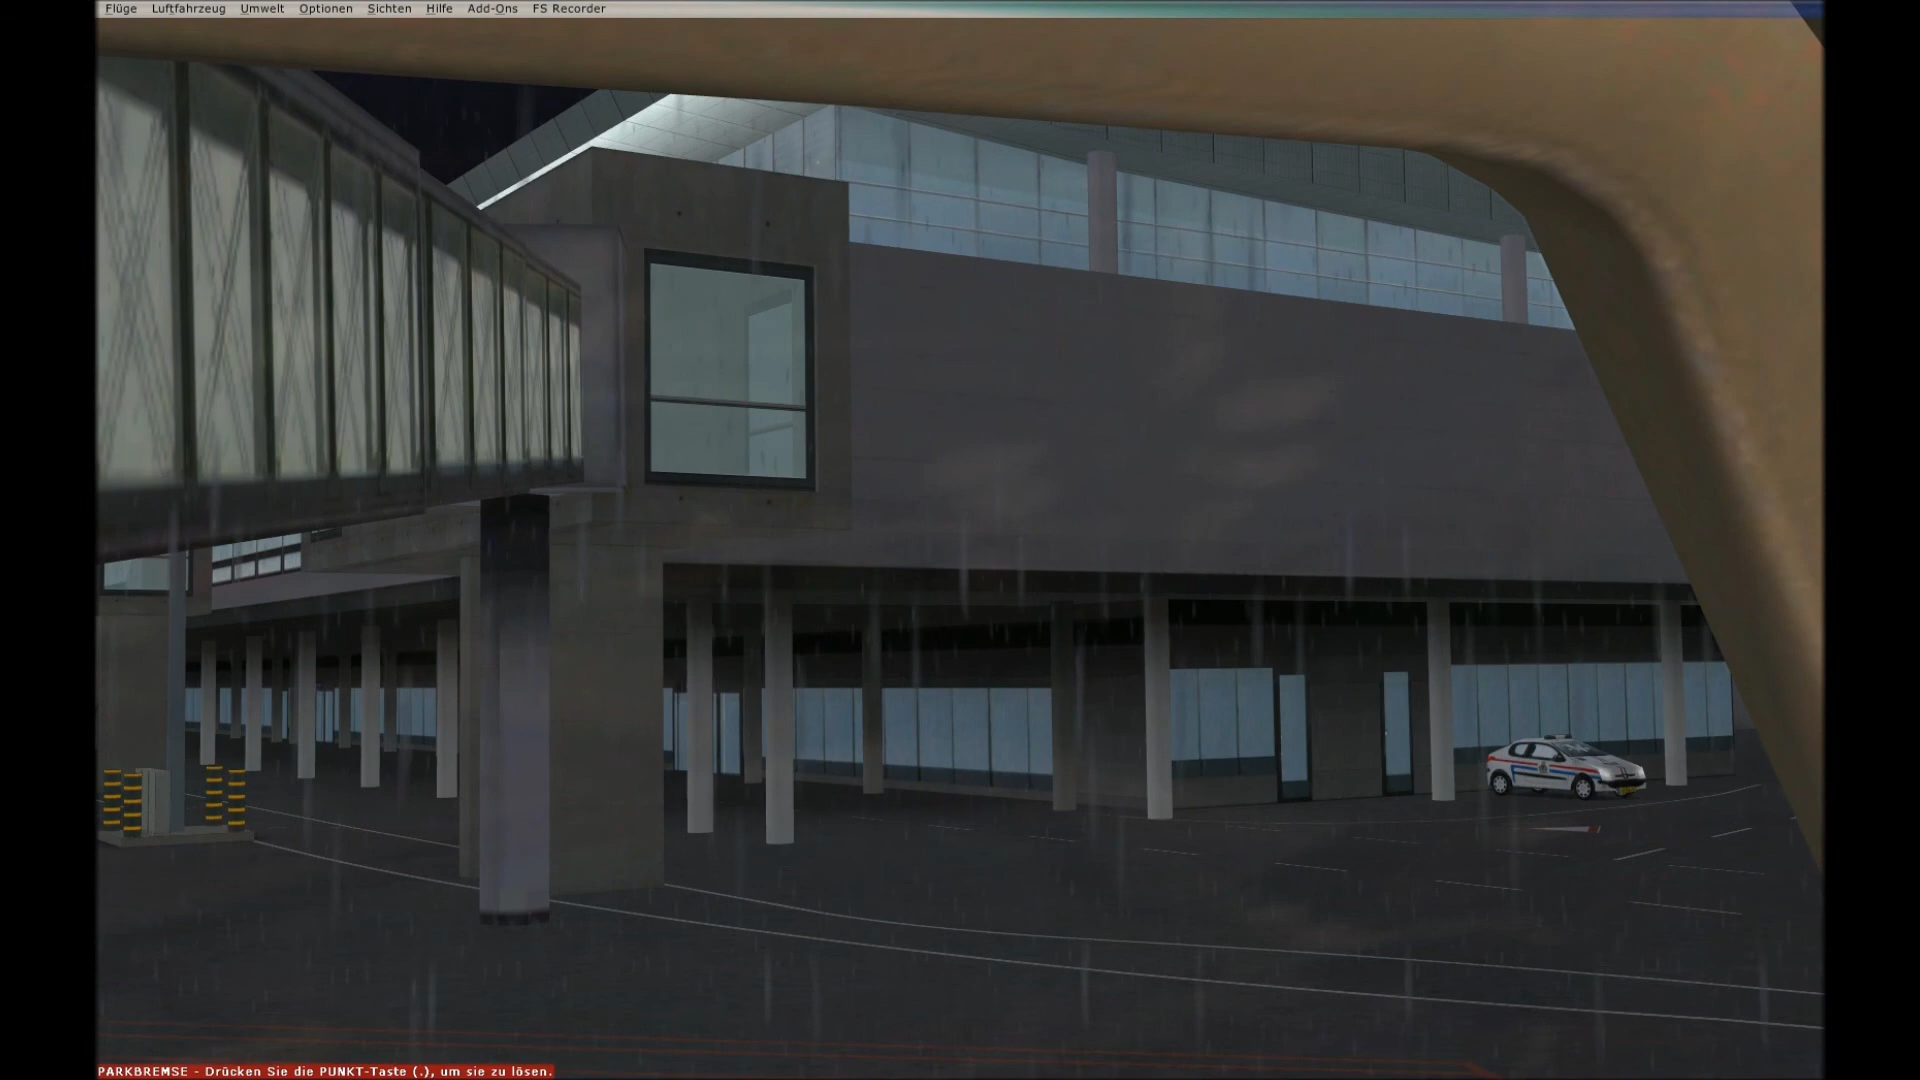 Flüge Luftfahrzeug Umwelt Optionen Sichten Hilfe Add-Ons FS Recorder
PARKBREMSE - Drücken Sie die PUNKT-Taste (.), um sie zu lösen.